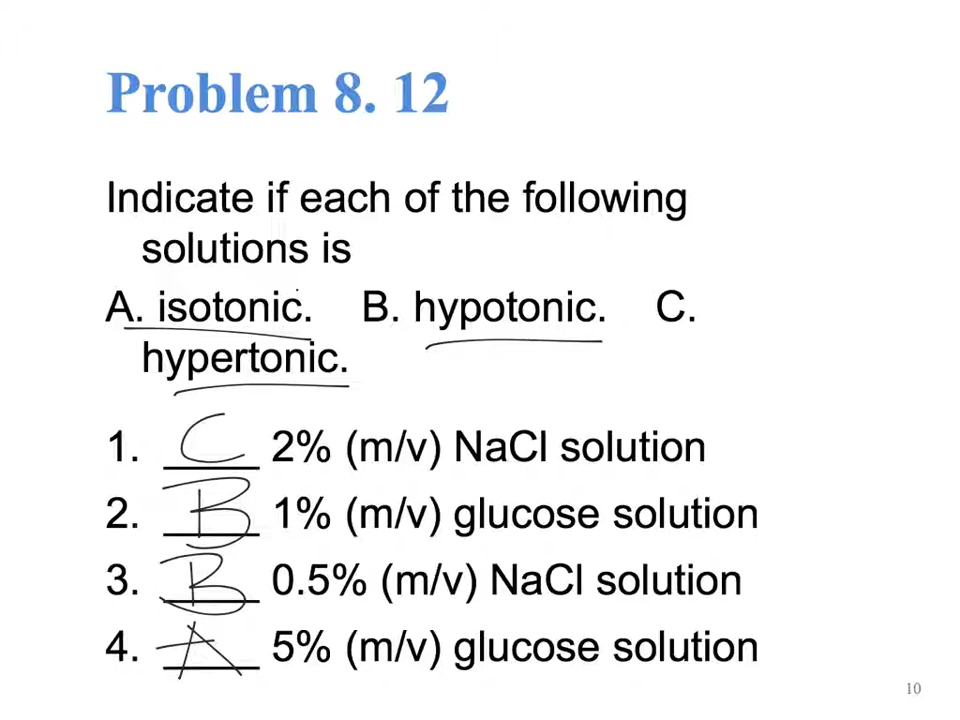 Problem 8. 12
Indicate if each of the following
solutions is
A. isotonic. B. hypotonic. C.
hypertonic.
1. C 2% (m/v) NaCl solution
2. B 1% (m/v) glucose solution
3. B 0.5% (m/v) NaCl solution
4. A 5% (m/v) glucose solution
10